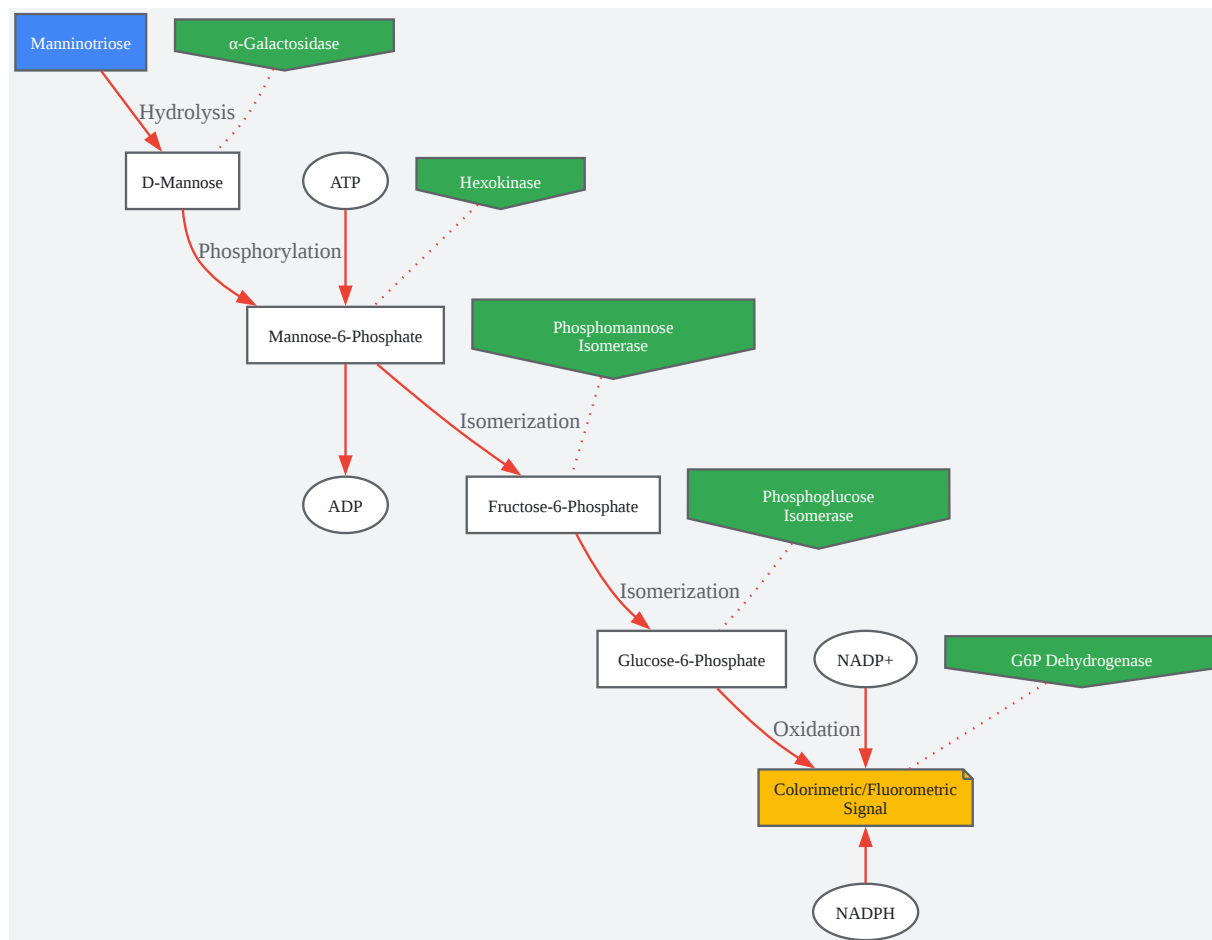 Manninotriose
α-Galactosidase
Hydrolysis
D-Mannose
ATP
Hexokinase
Phosphorylation
Mannose-6-Phosphate
Phosphomannose
Isomerase
Isomerization
ADP
Fructose-6-Phosphate
Phosphoglucose
Isomerase
Isomerization
Glucose-6-Phosphate
NADP+
G6P Dehydrogenase
Oxidation
Colorimetric/Fluorometric
Signal
NADPH